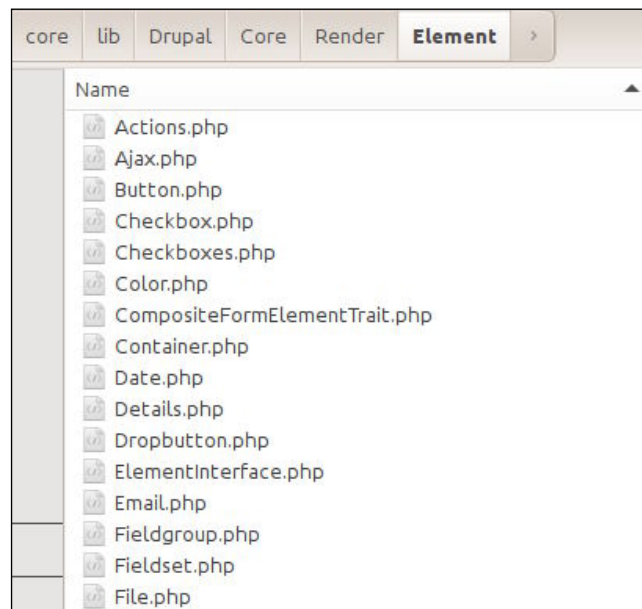 core lib Drupal Core Render Element >
Name
Actions.php
Ajax.php
Button.php
Checkbox.php
Checkboxes.php
Color.php
CompositeFormElementTrait.php
Container.php
Date.php
Details.php
Dropbutton.php
ElementInterface.php
Email.php
Fieldgroup.php
Fieldset.php
File.php